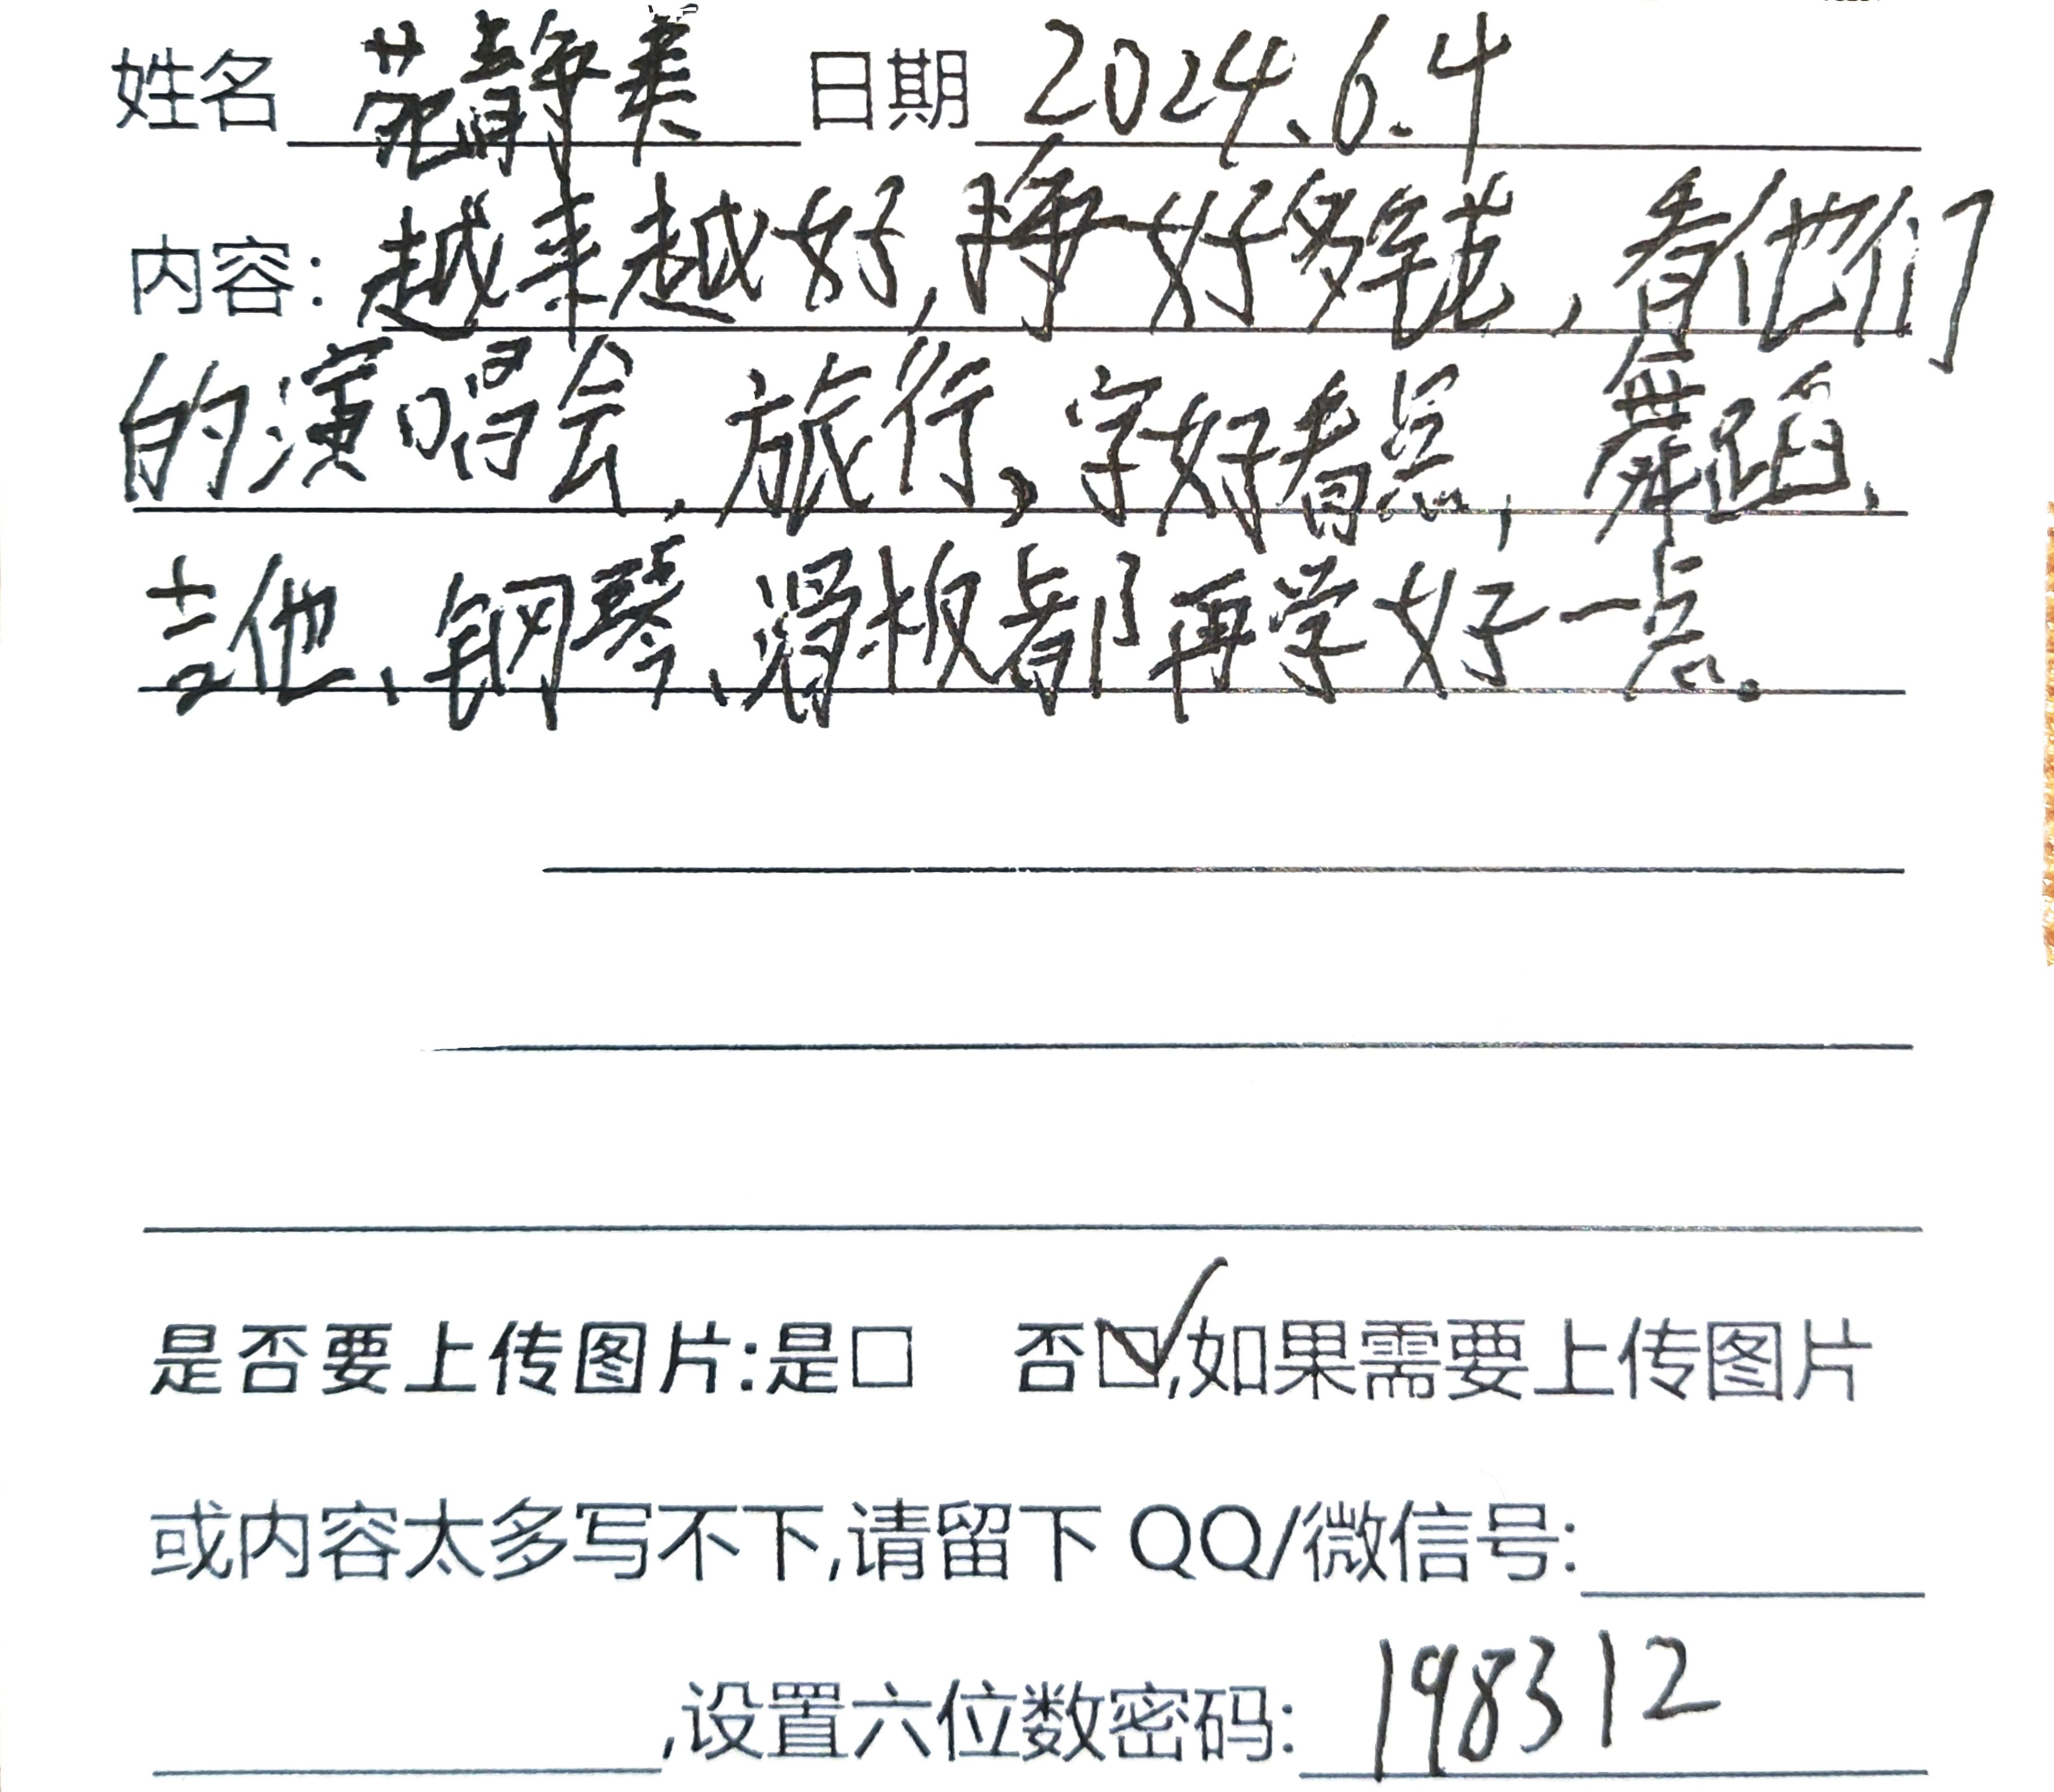 姓名 范静美 日期 2024.6.4
内容:越来越好,挣好多钱,看他们
的演唱会,旅行,字好看点,舞蹈、
吉他、钢琴、滑板都再学好一点。
是否要上传图片:是□ 否☑,如果需要上传图片
或内容太多写不下,请留下 QQ/微信号:
,设置六位数密码: 198312